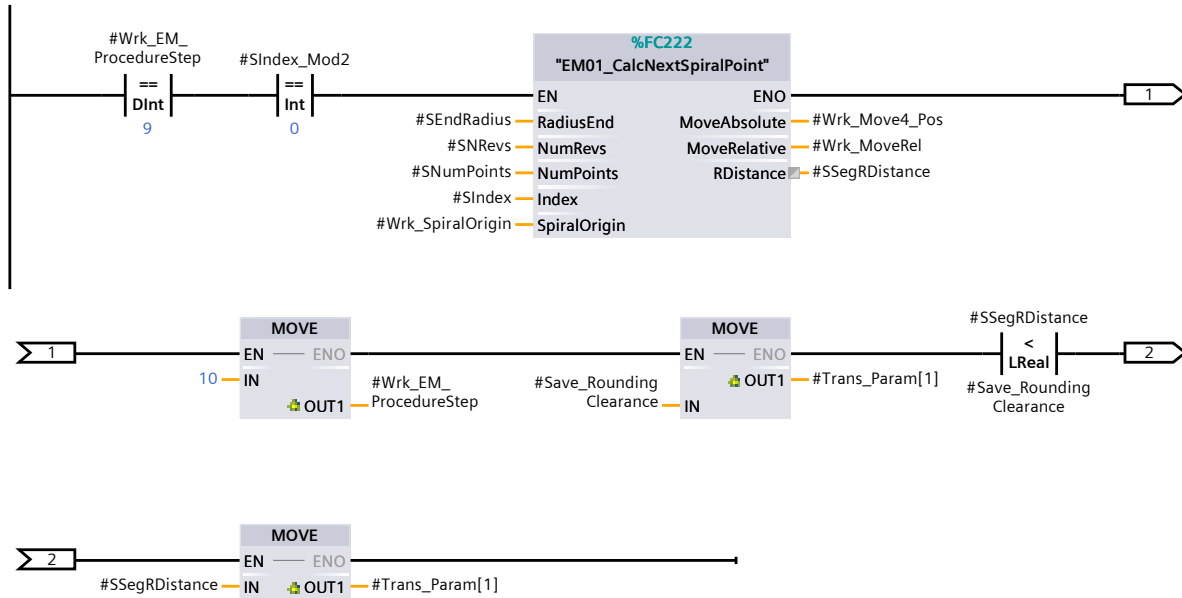 #Wrk_EM_
ProcedureStep
==
DInt
9
#SIndex_Mod2
==
Int
0
%FC222
"EM01_CalcNextSpiralPoint"
EN ENO
#SEndRadius RadiusEnd MoveAbsolute #Wrk_Move4_Pos
#SNRevs NumRevs MoveRelative #Wrk_MoveRel
#SNumPoints NumPoints RDistance #SSegRDistance
#SIndex Index
#Wrk_SpiralOrigin SpiralOrigin
1
1
MOVE
EN ENO
10 IN
OUT1
#Wrk_EM_
ProcedureStep
MOVE
EN ENO
OUT1 #Trans_Param[1]
#Save_Rounding
Clearance
IN
#SSegRDistance
<
LReal
#Save_Rounding
Clearance
2
2
MOVE
EN ENO
#SSegRDistance IN OUT1 #Trans_Param[1]